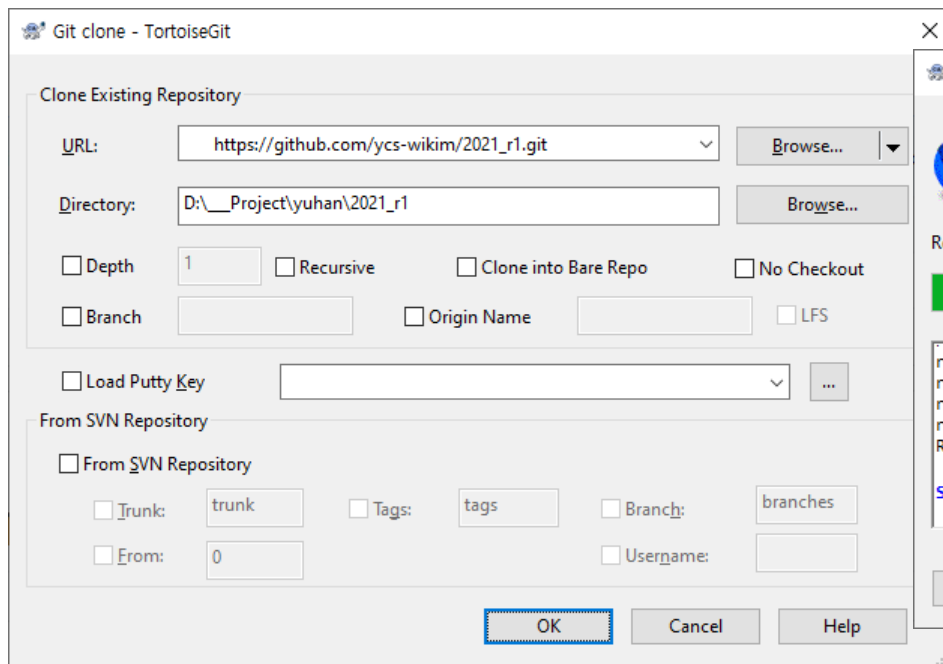 Git clone - TortoiseGit
Clone Existing Repository
URL: https://github.com/ycs-wikim/2021_r1.git Browse...
Directory: D:\__Project\yuhan\2021_r1 Browse...
Depth 1 Recursive Clone into Bare Repo No Checkout
Branch Origin Name LFS
Load Putty Key ...
From SVN Repository
From SVN Repository
Trunk: trunk Tags: tags Branch: branches
From: 0 Username:
OK Cancel Help